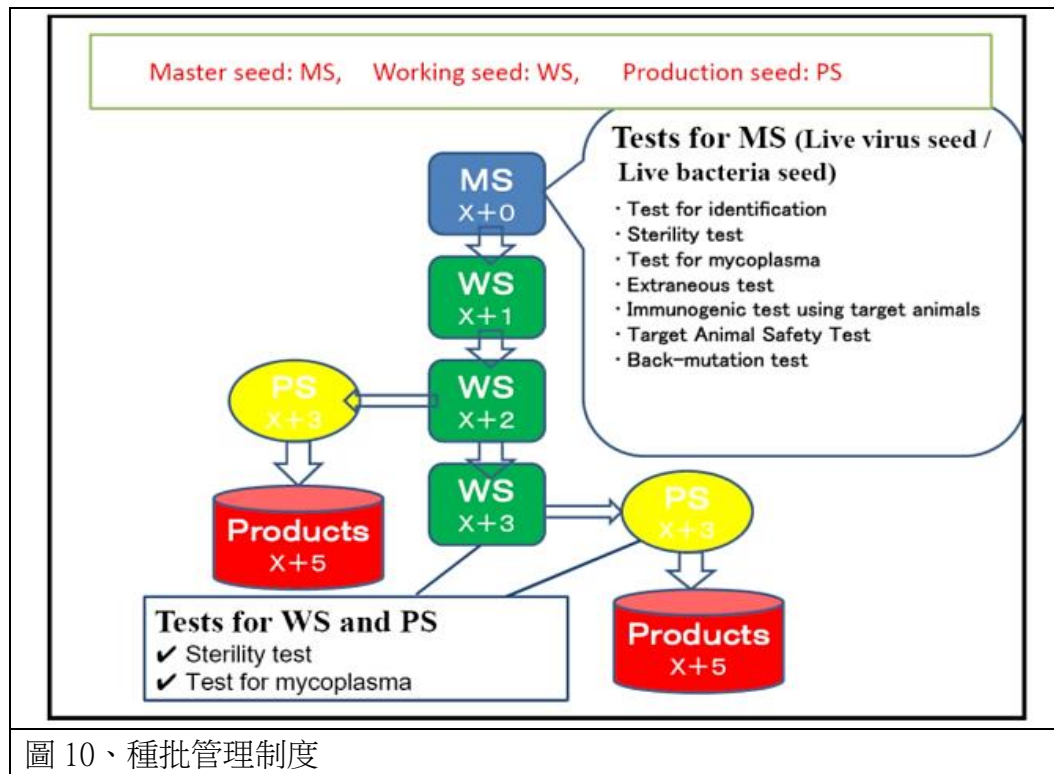 Master seed: MS, Working seed: WS, Production seed: PS
Tests for MS (Live virus seed /
Live bacteria seed)
・Test for identification
・Sterility test
・Test for mycoplasma
・Extraneous test
・Immunogenic test using target animals
・Target Animal Safety Test
・Back-mutation test
MS
X+0
WS
X+1
WS
X+2
PS
X+3
Products
X+5
WS
X+3
PS
X+3
Products
X+5
Tests for WS and PS
✔ Sterility test
✔ Test for mycoplasma
圖 10、種批管理制度